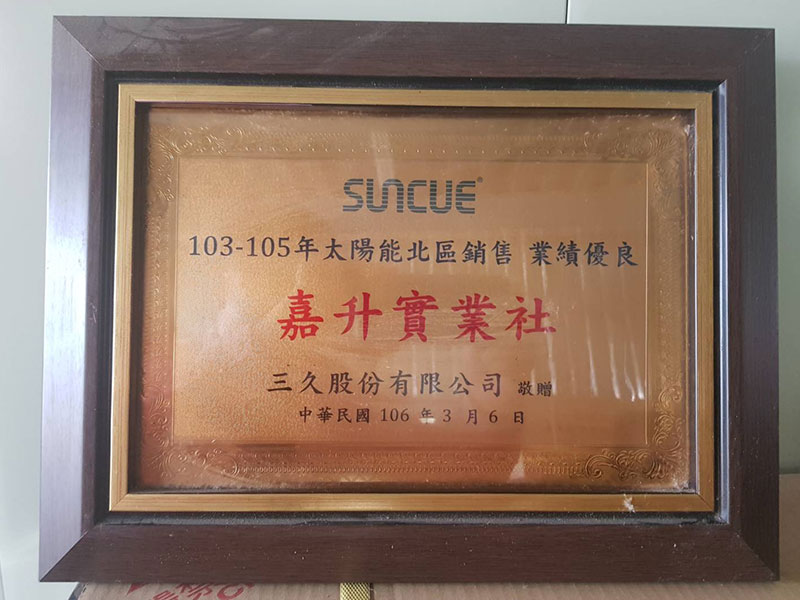 SUNCUE®
103-105年太陽能北區銷售 業績優良
嘉升實業社
三久股份有限公司 敬贈
中華民國 106 年 3 月 6 日